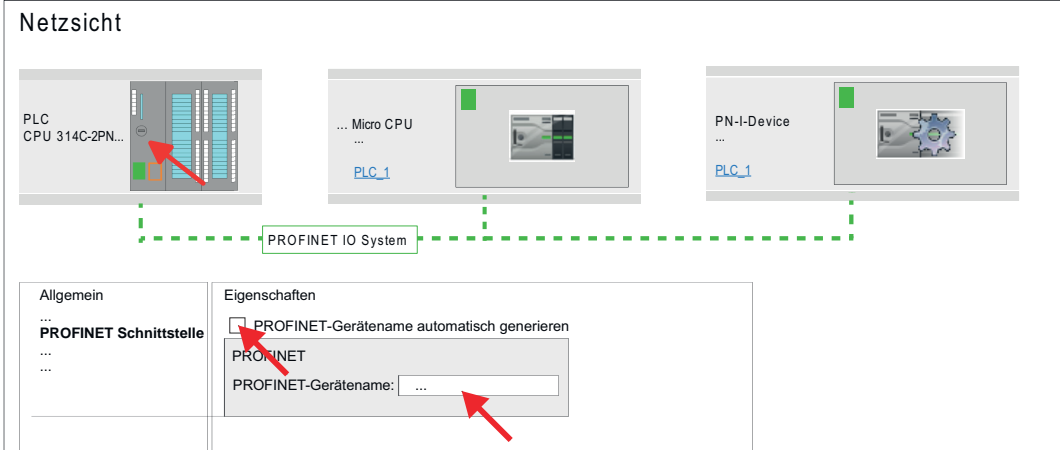 Netzsicht
PLC
CPU 314C-2PN...
... Micro CPU
...
PLC_1
PN-I-Device
...
PLC_1
PROFINET IO System
Allgemein
...
PROFINET Schnittstelle
...
...
Eigenschaften
PROFINET-Gerätename automatisch generieren
PROFINET
PROFINET-Gerätename:
...